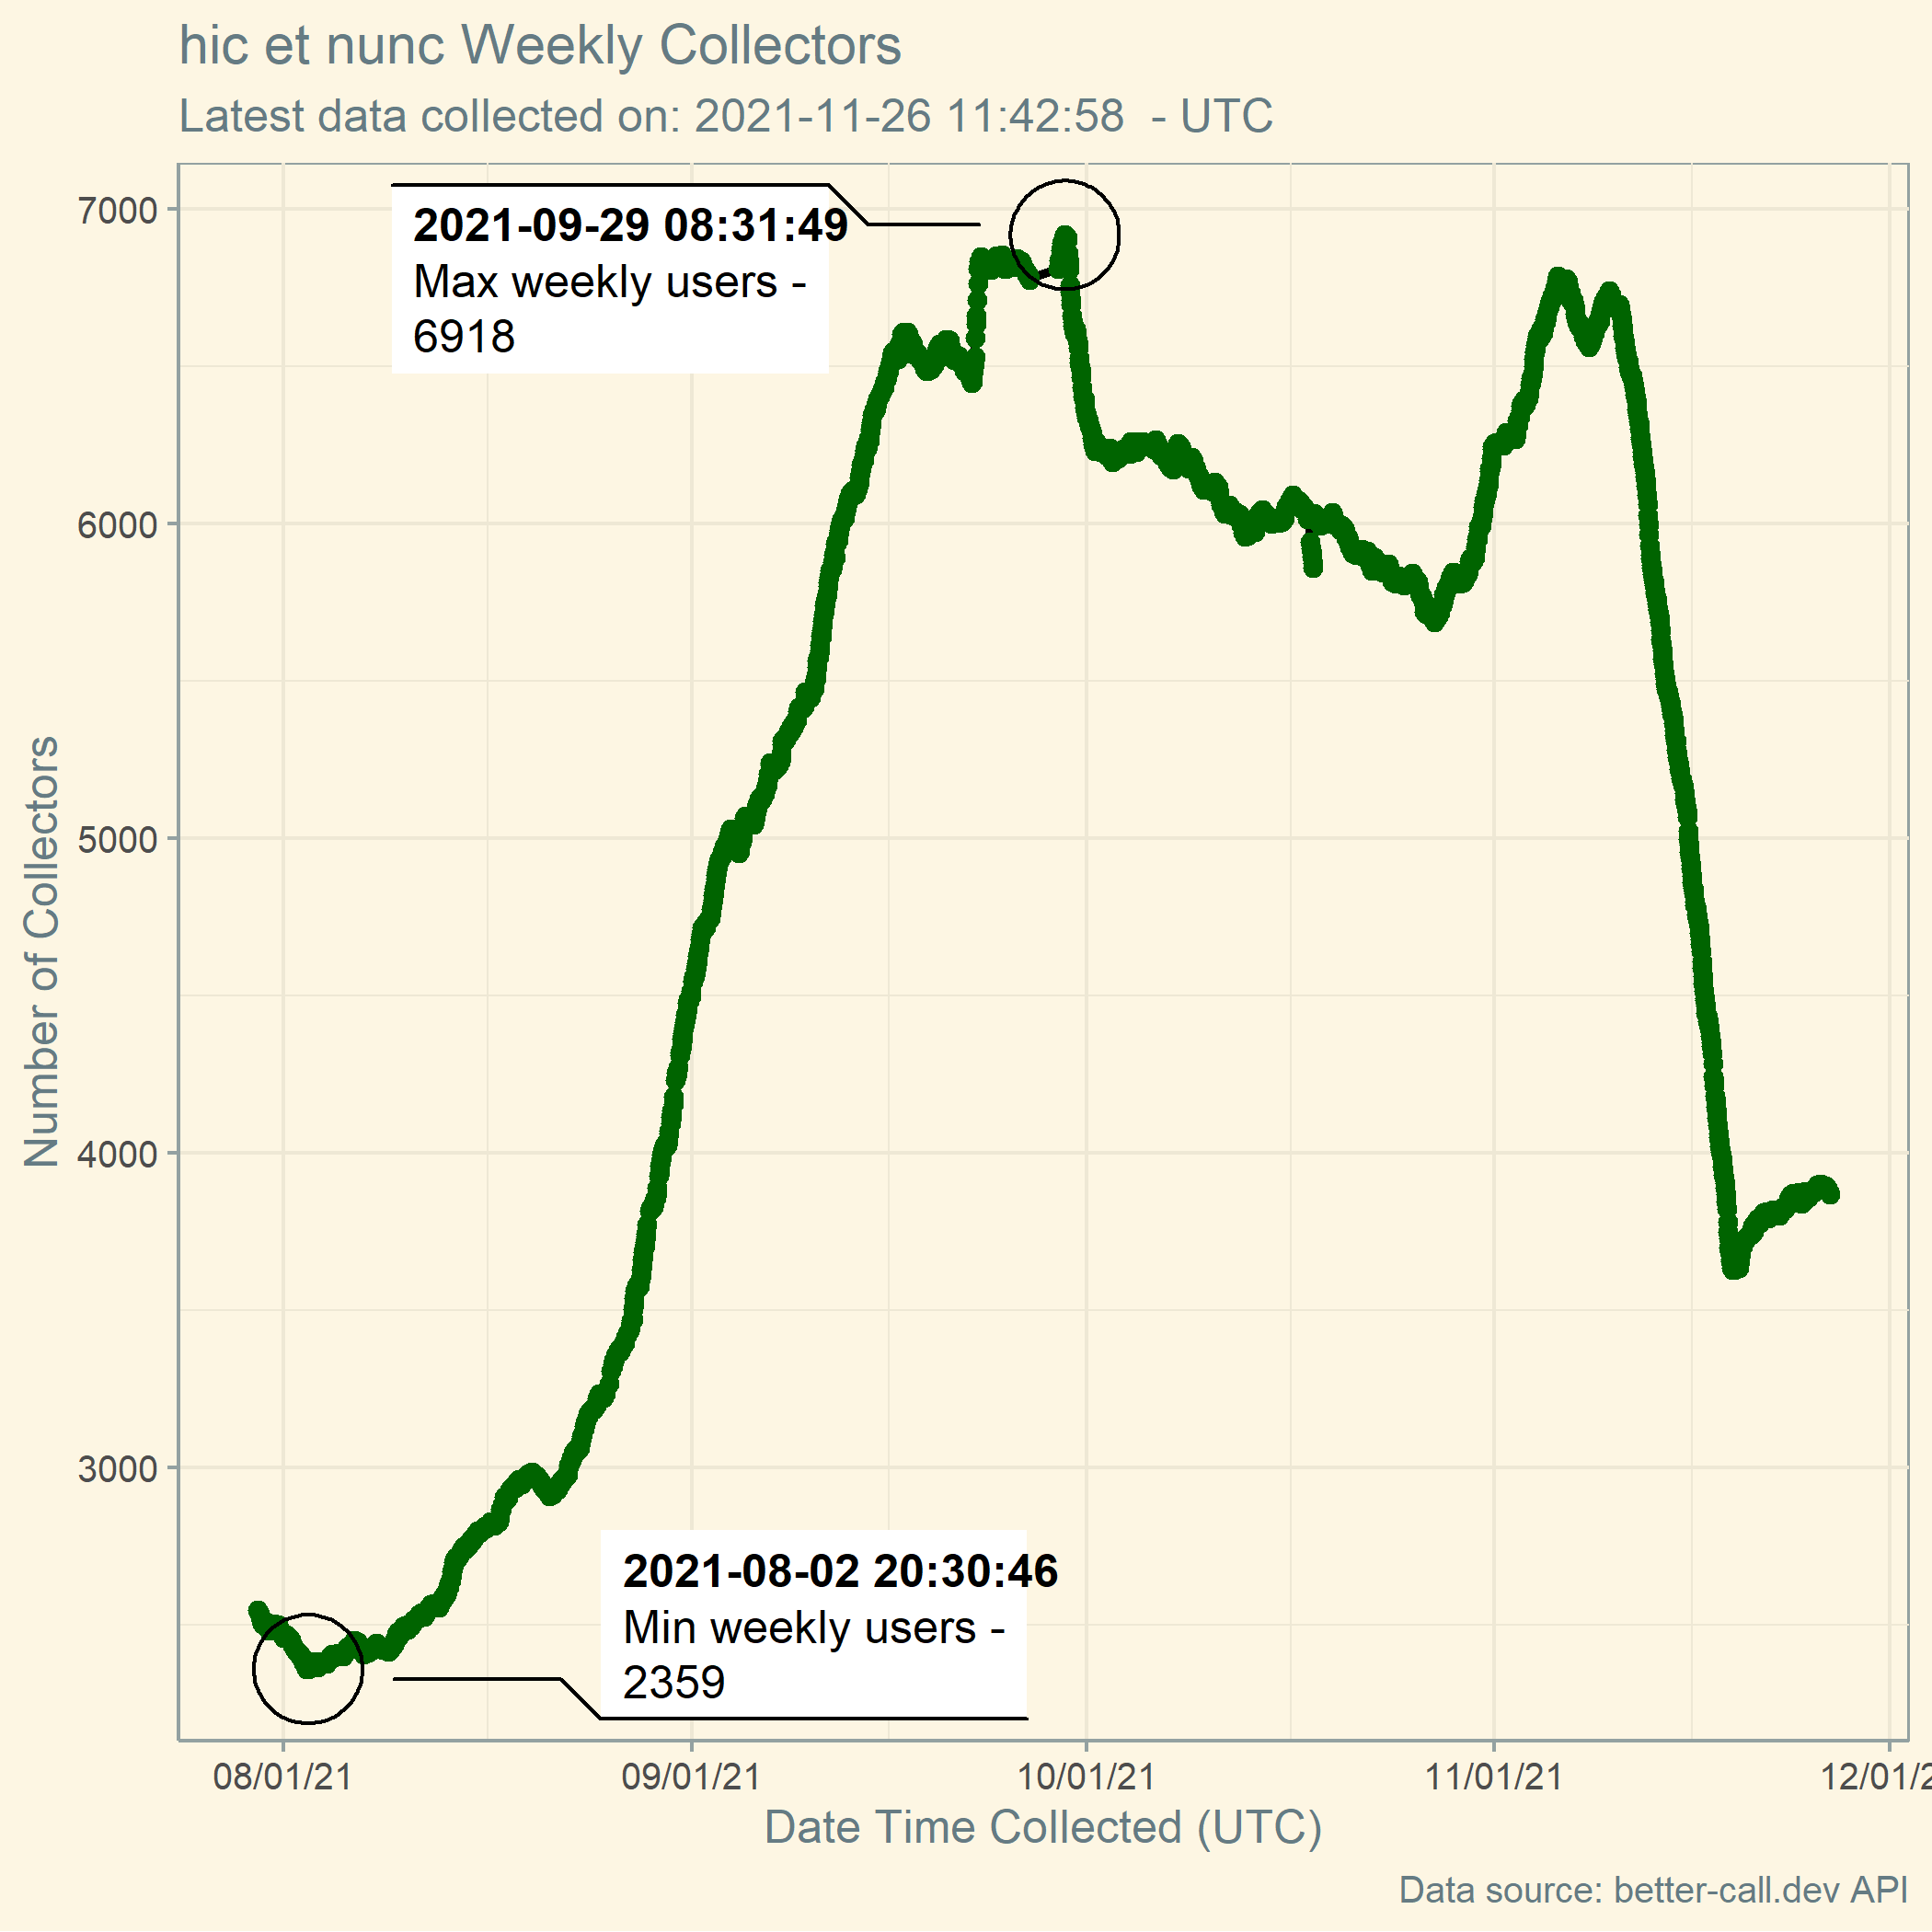 hic et nunc Weekly Collectors
Latest data collected on: 2021-11-26 11:42:58  - UTC
Number of Collectors
7000
6000
5000
4000
3000
2021-09-29 08:31:49
Max weekly users -
6918
2021-08-02 20:30:46
Min weekly users -
2359
08/01/21
09/01/21
10/01/21
11/01/21
12/01/2
Date Time Collected (UTC)
Data source: better-call.dev API